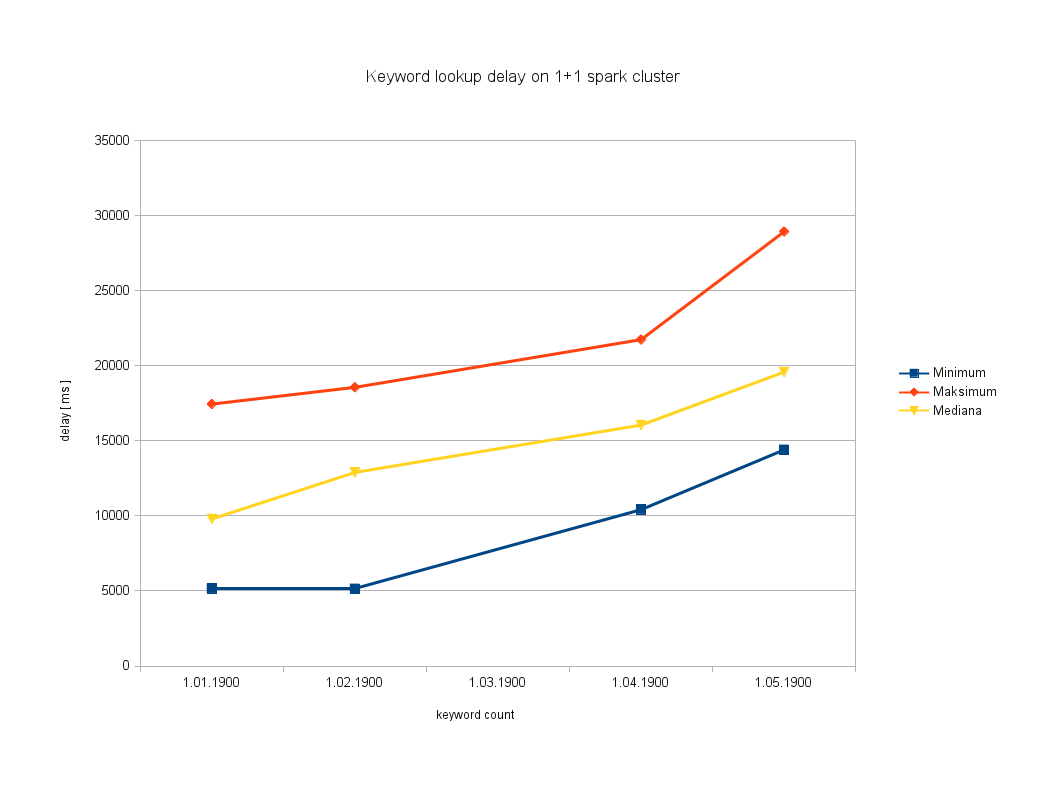 Keyword lookup delay on 1+1 spark cluster
35000
30000
25000
20000
15000
10000
5000
0
delay [ ms ]
1.01.1900 1.02.1900 1.03.1900 1.04.1900 1.05.1900
keyword count
Minimum
Maksimum
Mediana